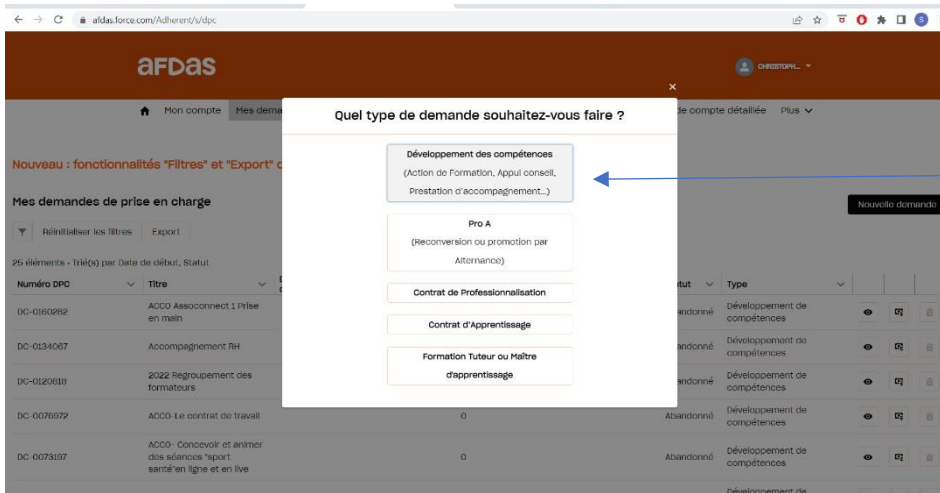 afdas.force.com/Adherent/s/dpc
S
afdas
CHRISTOPH...
×
Mon compte
Mes dema
de compte détaillée
Plus
Quel type de demande souhaitez-vous faire ?
Développement des compétences
(Action de Formation, Appui conseil,
Prestation d'accompagnement...)
Pro A
(Reconversion ou promotion par
Alternance)
Contrat de Professionnalisation
Contrat d'Apprentissage
Formation Tuteur ou Maître
d'apprentissage
Nouveau : fonctionnalités "Filtres" et "Export" d
Mes demandes de prise en charge
Nouvelle demande
Réinitialiser les filtres
Export
25 éléments • Trié(s) par Date de début, Statut
Numéro DPC
Titre
atut
Type
DC-0160282
ACCO Assoconnect 1 Prise
en main
andonné
Développement de
compétences
DC-0134067
Accompagnement RH
andonné
Développement de
compétences
DC-0120818
2022 Regroupement des
formateurs
andonné
Développement de
compétences
DC-0076972
ACCO-Le contrat de travail
0
Abandonné
Développement de
compétences
DC-0073197
ACCO- Concevoir et animer
des séances "sport
santé"en ligne et en live
0
Abandonné
Développement de
compétences
Développement de